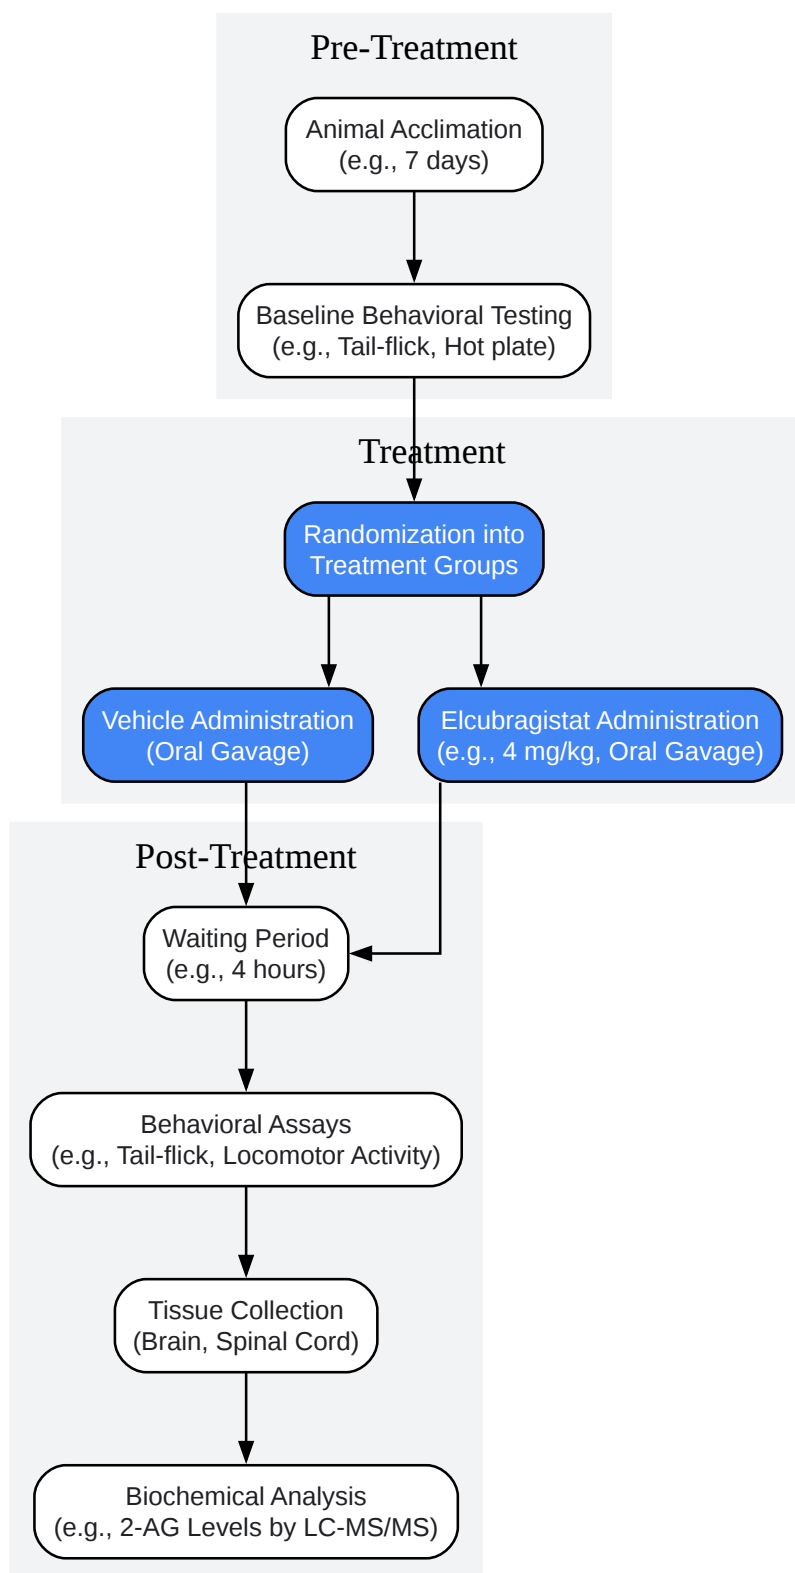 Pre-Treatment
Animal Acclimation
(e.g., 7 days)
Baseline Behavioral Testing
(e.g., Tail-flick, Hot plate)
Treatment
Randomization into
Treatment Groups
Vehicle Administration
(Oral Gavage)
Elcubragistat Administration
(e.g., 4 mg/kg, Oral Gavage)
Post-Treatment
Waiting Period
(e.g., 4 hours)
Behavioral Assays
(e.g., Tail-flick, Locomotor Activity)
Tissue Collection
(Brain, Spinal Cord)
Biochemical Analysis
(e.g., 2-AG Levels by LC-MS/MS)